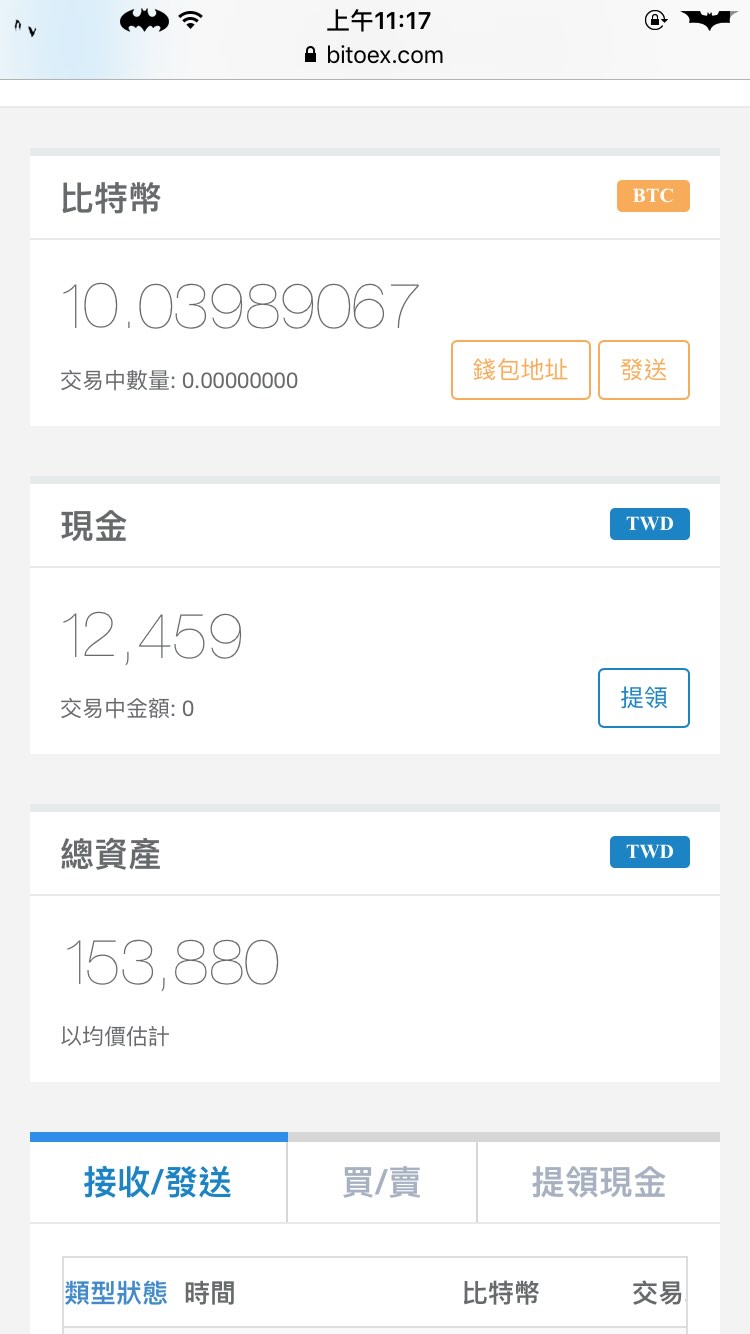 上午11:17
bitoex.com
比特幣 BTC
10.03989067
交易中數量: 0.00000000 錢包地址 發送
現金 TWD
12,459
交易中金額: 0 提領
總資產 TWD
153,880
以均價估計
接收/發送 買/賣 提領現金
類型狀態 時間 比特幣 交易